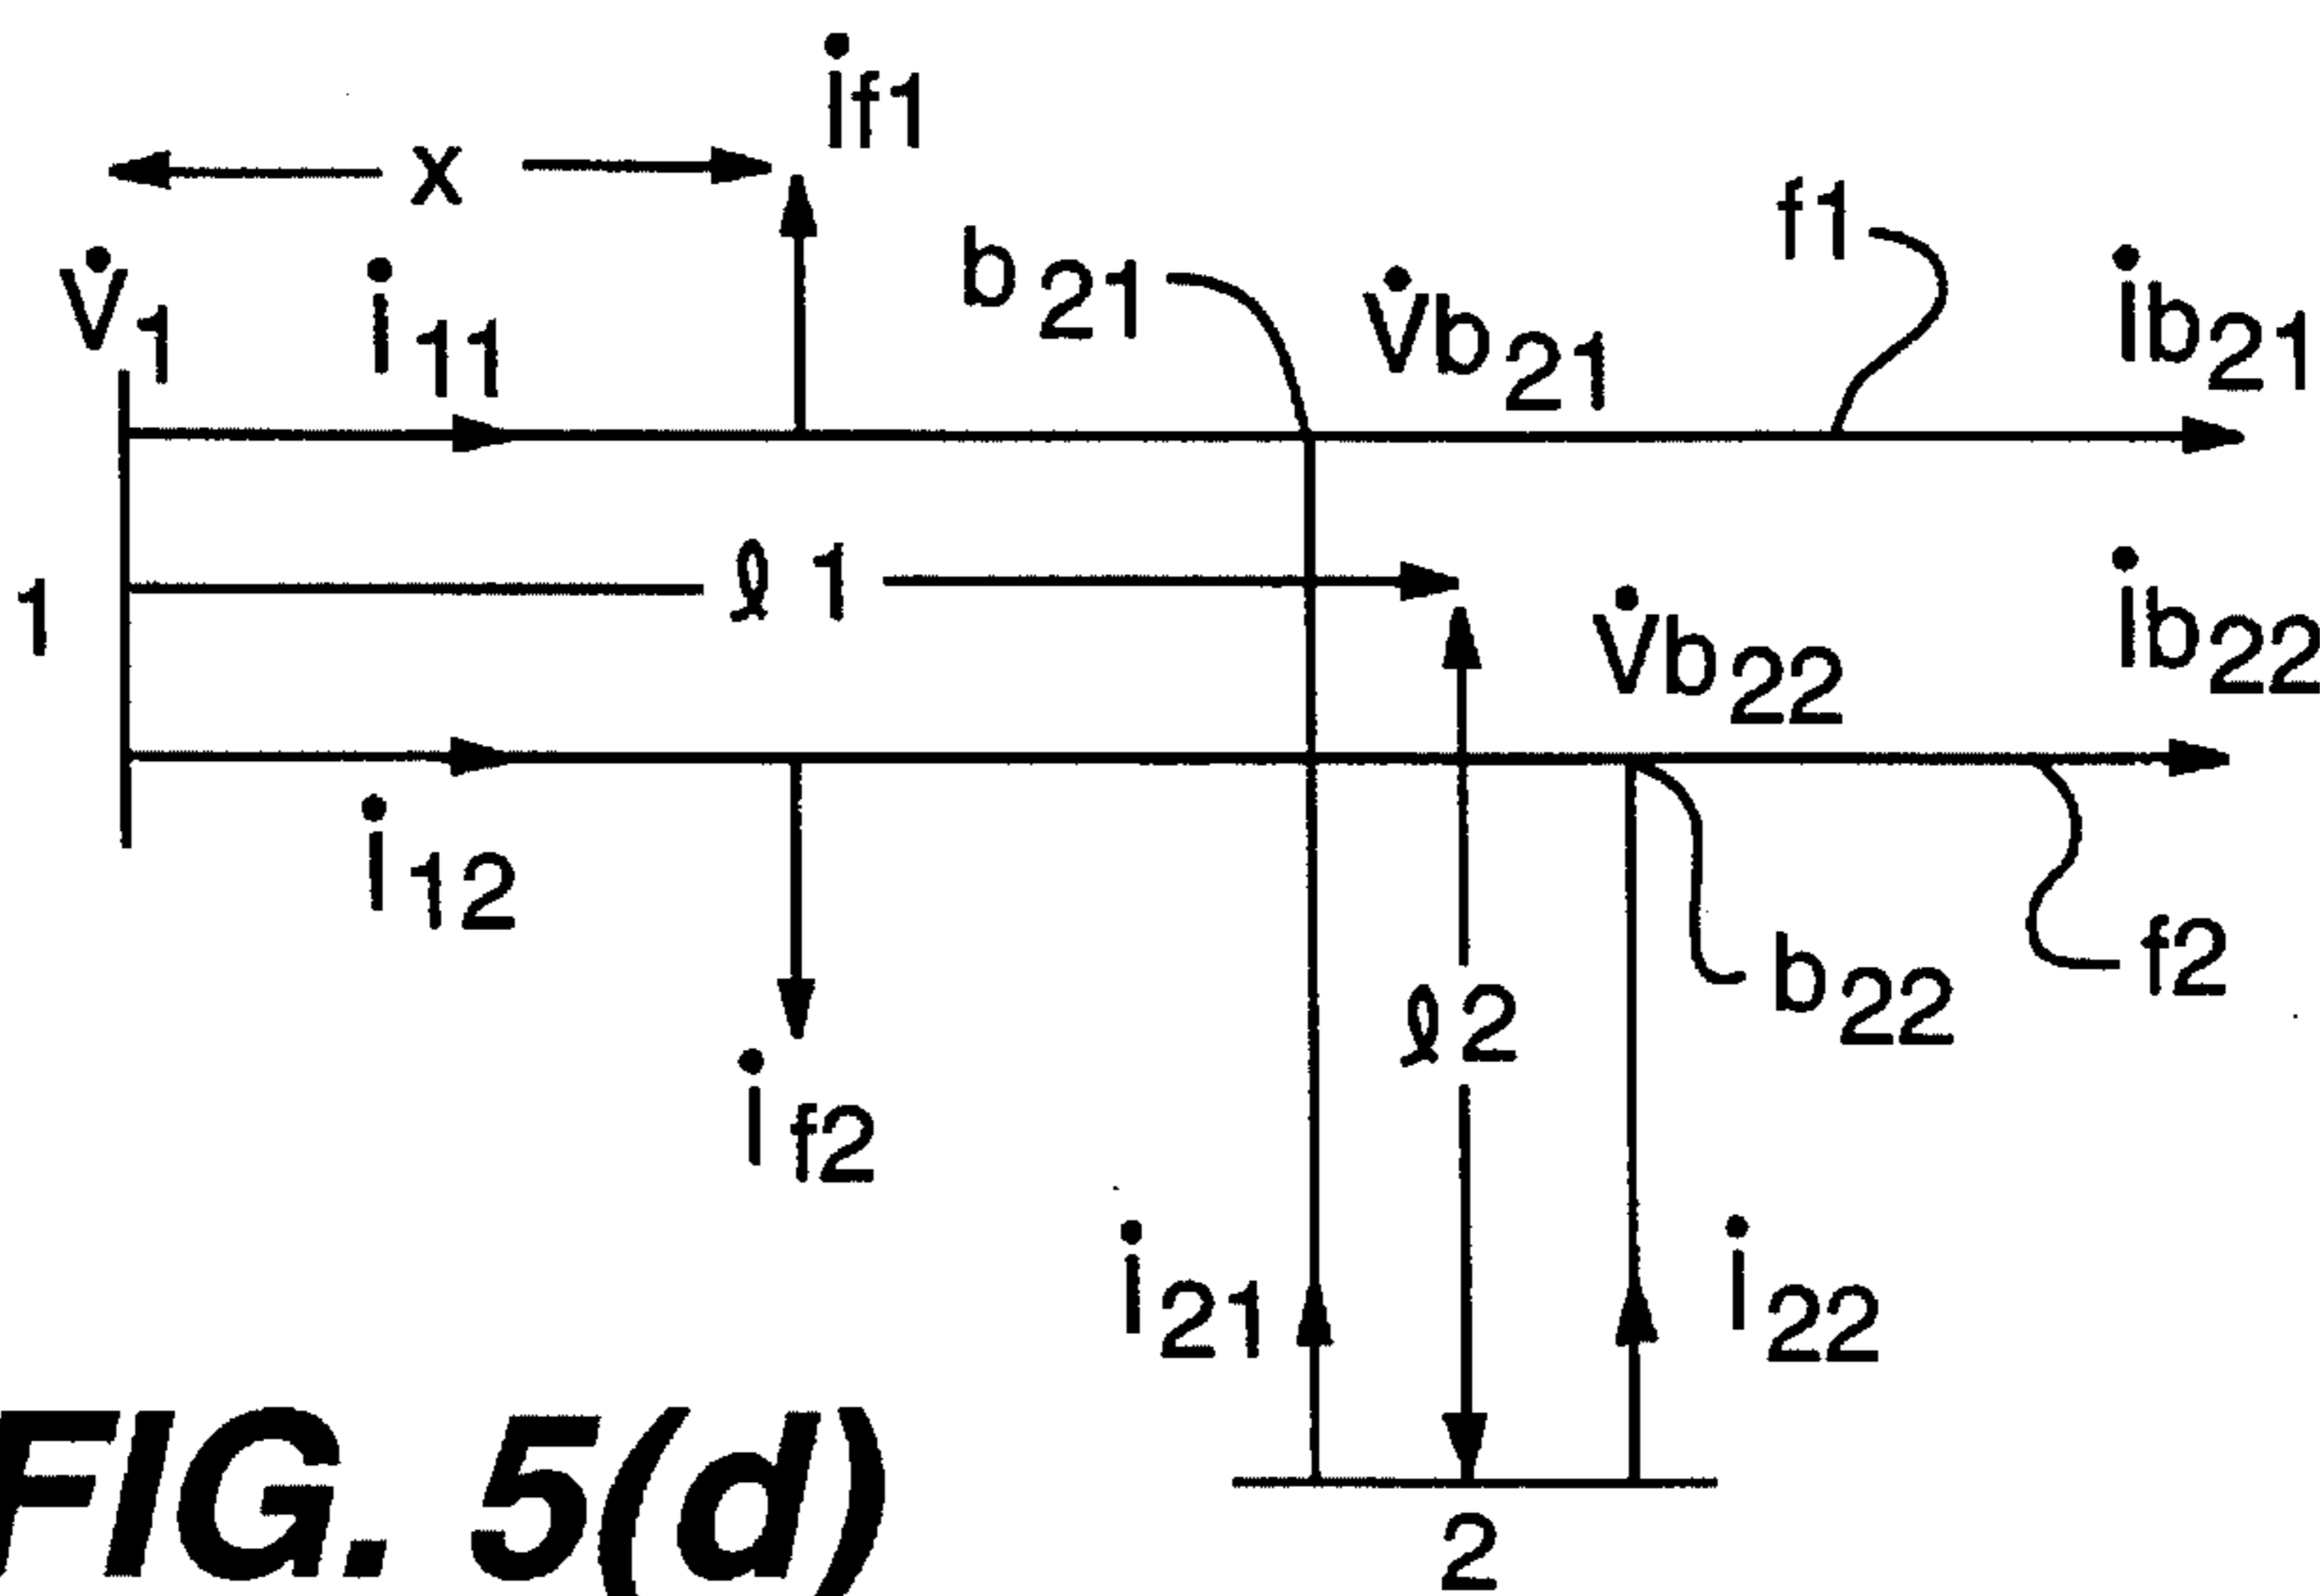 i̇f1
x
f1
b21
v̇1
i̇11
v̇b21
i̇b21
ℓ1
1
v̇b22
i̇b22
i̇12
f2
b22
ℓ2
i̇f2
i̇21
i̇22
FIG. 5(d)
2